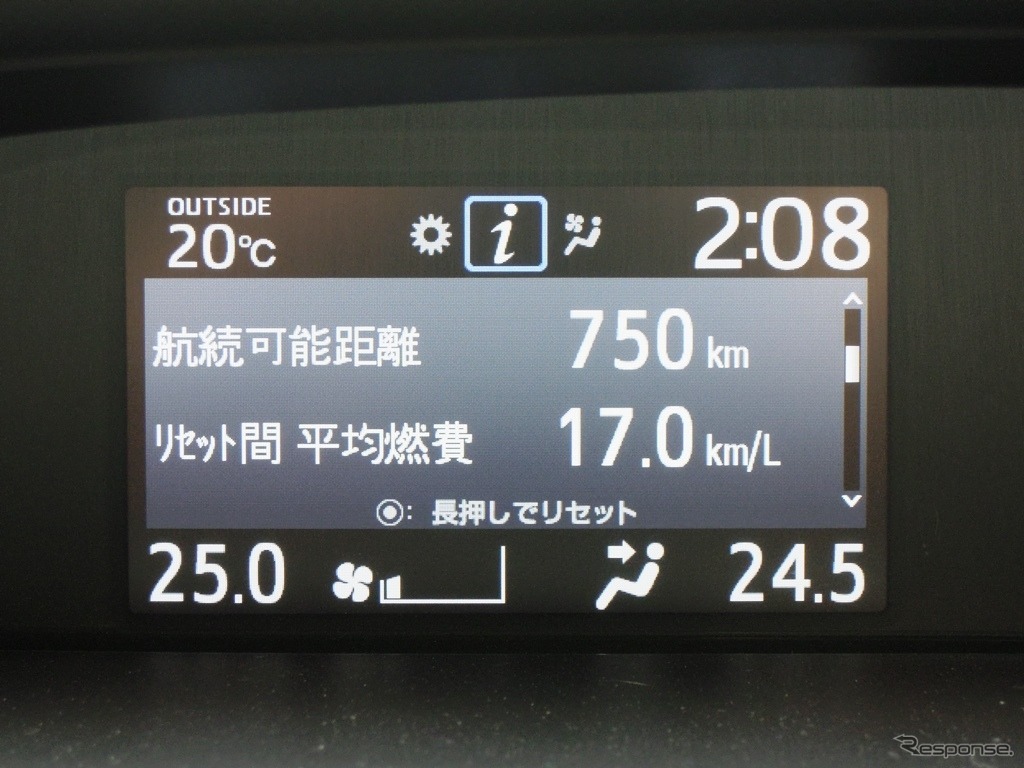 OUTSIDE
20℃
i
2:08
航続可能距離 750 km
リセット間 平均燃費 17.0 km/L
◉: 長押しでリセット
25.0 24.5
Response.